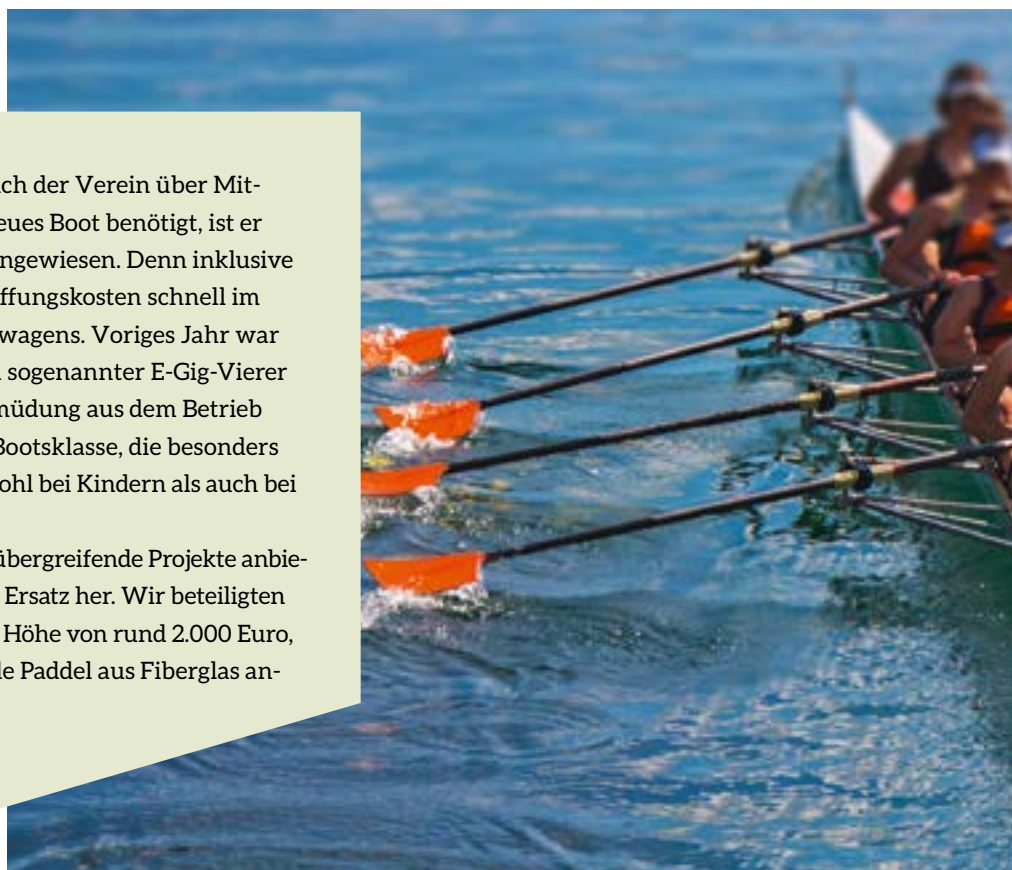 ch der Verein über Mit-
eues Boot benötigt, ist er
ngewiesen. Denn inklusive
ffungskosten schnell im
wagens. Voriges Jahr war
sogenannter E-Gig-Vierer
müdung aus dem Betrieb
Bootsklasse, die besonders
ohl bei Kindern als auch bei
übergreifende Projekte anbie-
Ersatz her. Wir beteiligten
Höhe von rund 2.000 Euro,
le Paddel aus Fiberglas an-